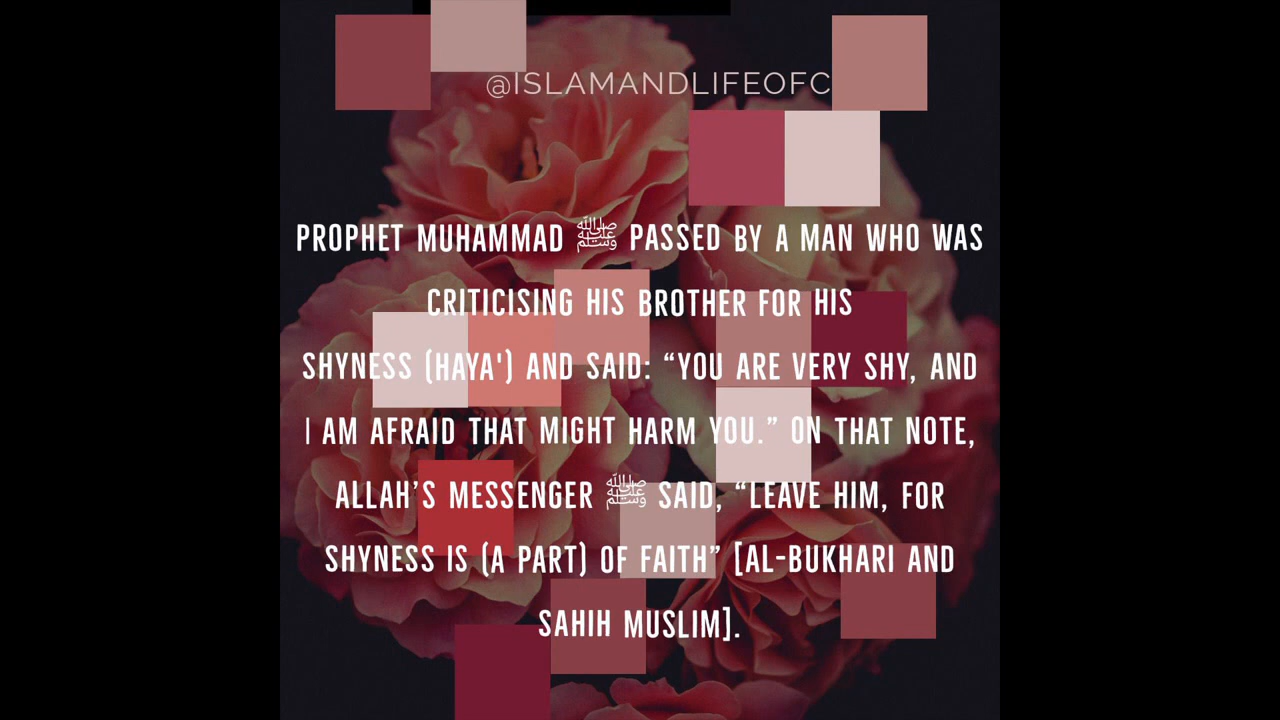 @ISLAMANDLIFEOFC
PROPHET MUHAMMAD ﷺ PASSED BY A MAN WHO WAS
CRITICISING HIS BROTHER FOR HIS
SHYNESS (HAYA') AND SAID: “YOU ARE VERY SHY, AND
I AM AFRAID THAT MIGHT HARM YOU.” ON THAT NOTE,
ALLAH’S MESSENGER ﷺ SAID, “LEAVE HIM, FOR
SHYNESS IS (A PART) OF FAITH” [AL-BUKHARI AND
SAHIH MUSLIM].